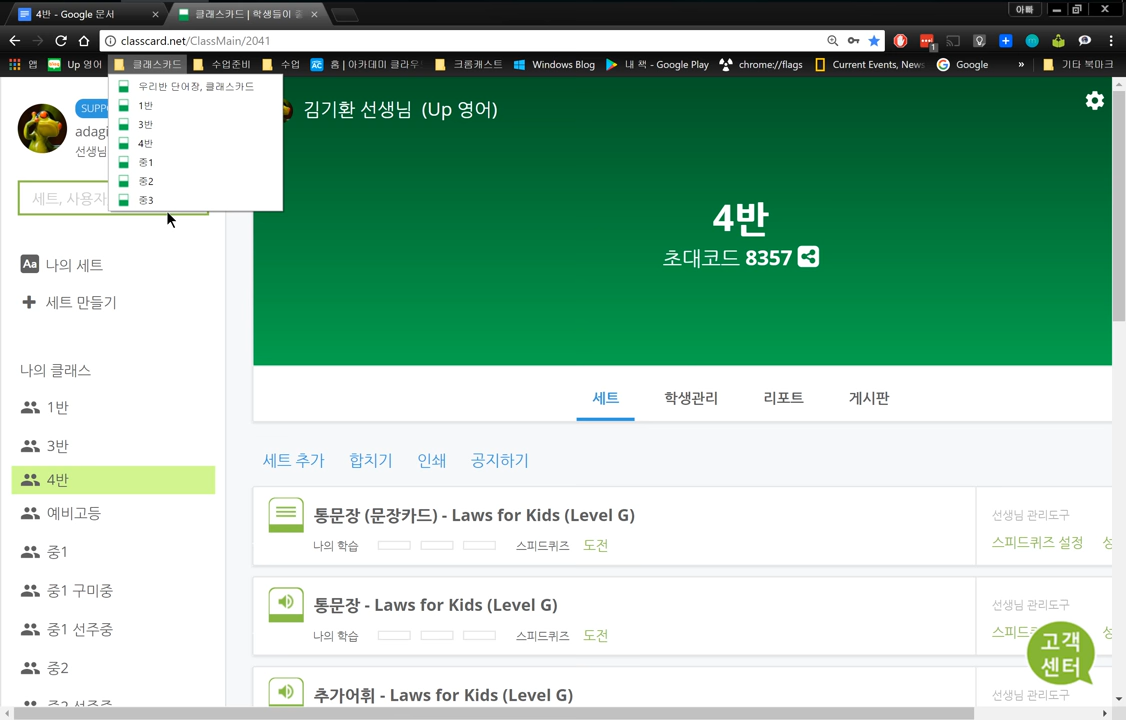 4반 - Google 문서
클래스카드 | 학생들이 좋
아빠
classcard.net/ClassMain/2041
1
앱
Up 영어
클래스카드
수업준비
수업
홈 | 아카데미 클라우
크롬캐스트
Windows Blog
내 책 - Google Play
chrome://flags
Current Events, News
Google
»
기타 북마크
우리반 단어장, 클래스카드
1반
3반
4반
중1
중2
중3
SUPP
adagi
선생님
세트, 사용자
Aa 나의 세트
세트 만들기
나의 클래스
1반
3반
4반
예비고등
중1
중1 구미중
중1 선주중
중2
김기환 선생님 (Up 영어)
4반
초대코드 8357
세트
학생관리
리포트
게시판
세트 추가
합치기
인쇄
공지하기
통문장 (문장카드) - Laws for Kids (Level G)
나의 학습
스피드퀴즈 도전
선생님 관리도구
스피드퀴즈 설정
통문장 - Laws for Kids (Level G)
나의 학습
스피드퀴즈 도전
선생님 관리도구
추가어휘 - Laws for Kids (Level G)
선생님 관리도구
고객
센터